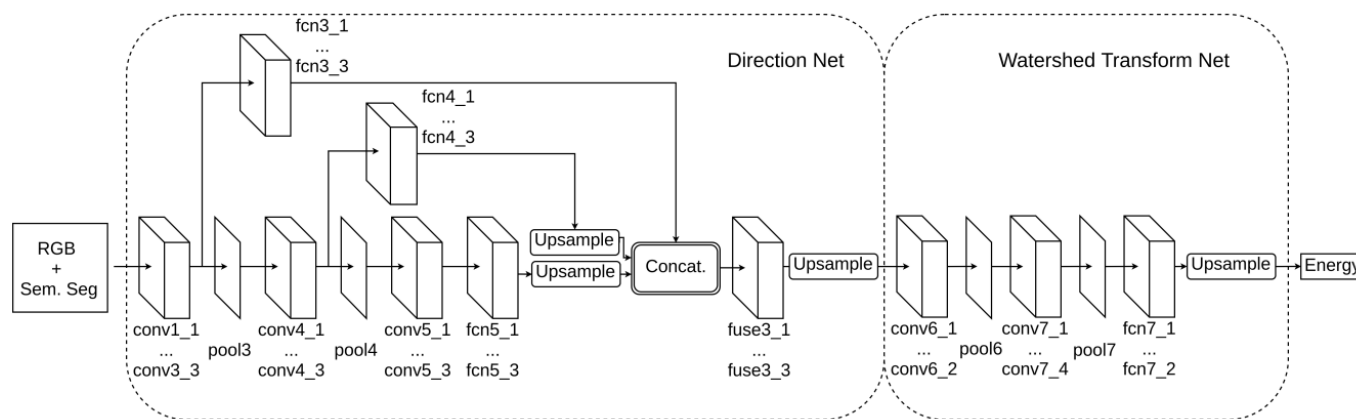 fcn3_1
...
fcn3_3
Direction Net
Watershed Transform Net
fcn4_1
...
fcn4_3
RGB
+
Sem. Seg
Upsample
Upsample
Concat.
Upsample
Upsample
Energy
conv1_1
...
conv3_3
pool3
conv4_1
...
conv4_3
pool4
conv5_1
...
conv5_3
fcn5_1
...
fcn5_3
fuse3_1
...
fuse3_3
conv6_1
...
conv6_2
pool6
conv7_1
...
conv7_4
pool7
fcn7_1
...
fcn7_2